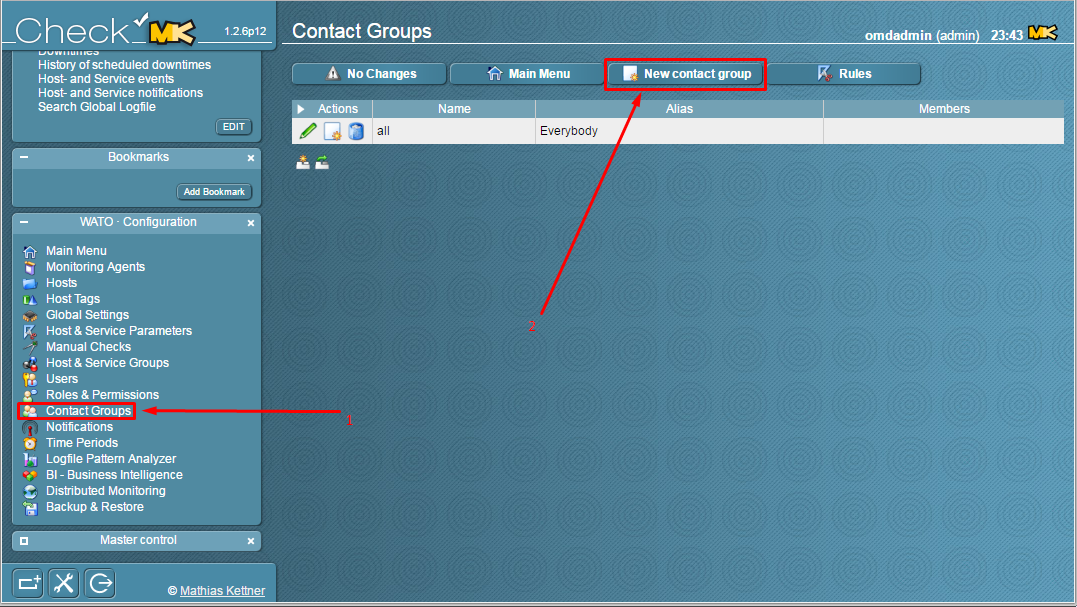 Check MK 1.2.6p12
Downtimes
History of scheduled downtimes
Host- and Service events
Host- and Service notifications
Search Global Logfile
EDIT
Bookmarks
Add Bookmark
WATO · Configuration
Main Menu
Monitoring Agents
Hosts
Host Tags
Global Settings
Host & Service Parameters
Manual Checks
Host & Service Groups
Users
Roles & Permissions
Contact Groups
Notifications
Time Periods
Logfile Pattern Analyzer
BI - Business Intelligence
Distributed Monitoring
Backup & Restore
Master control
© Mathias Kettner
Contact Groups
omdadmin (admin) 23:43 MK
No Changes Main Menu New contact group Rules
Actions Name Alias Members
all Everybody
2
1